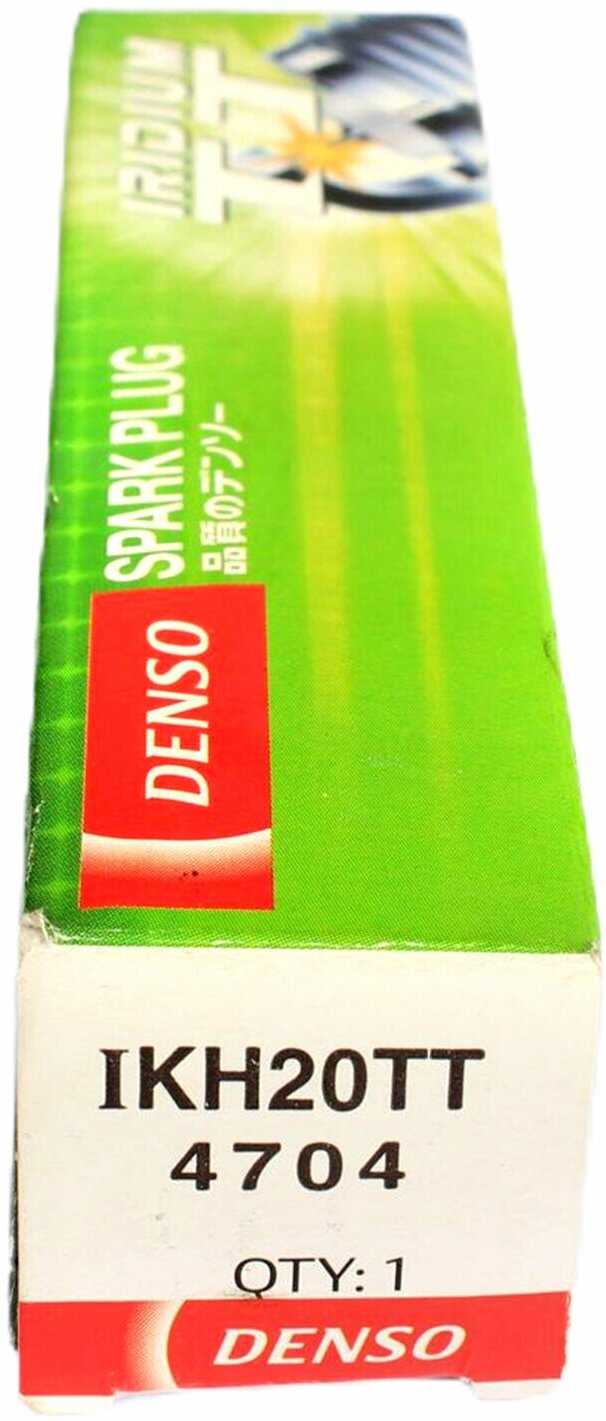 IRIDIUM
TT
SPARK PLUG
品質のデンソー
DENSO
IKH20TT
4704
QTY: 1
DENSO